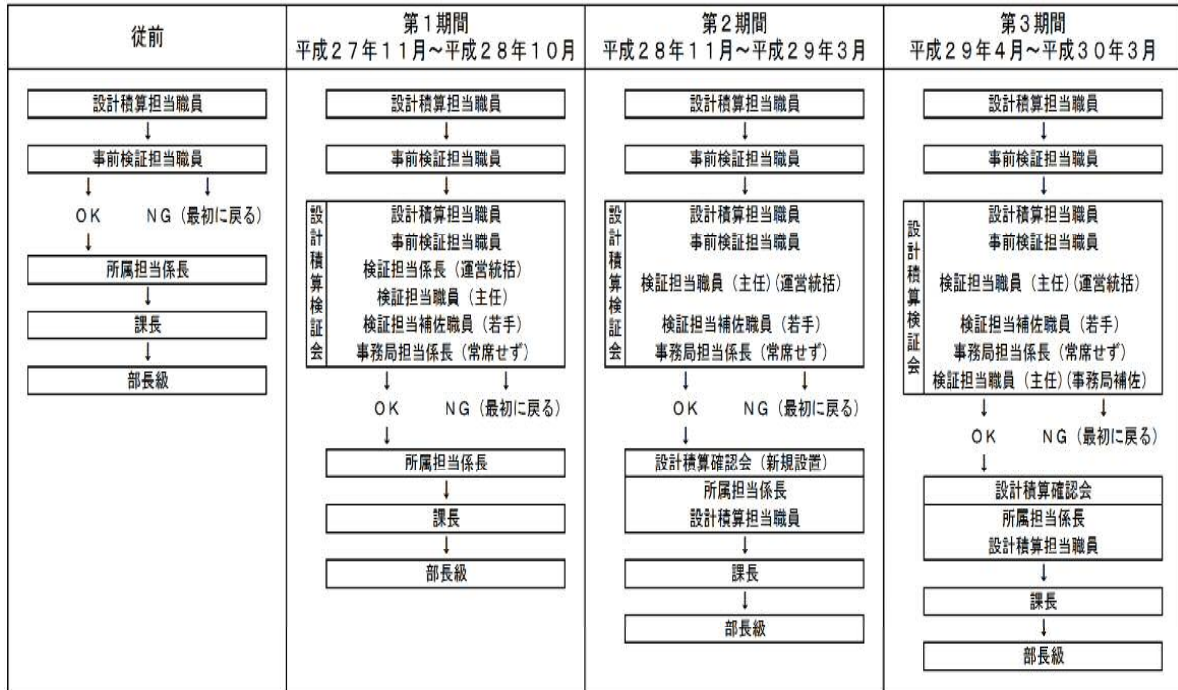 従前
設計積算担当職員
↓
事前検証担当職員
↓ ↓
OK NG(最初に戻る)
↓
所属担当係長
↓
課長
↓
部長級
第1期間
平成27年11月~平成28年10月
設計積算担当職員
↓
事前検証担当職員
↓
設計積算検証会
設計積算担当職員
事前検証担当職員
検証担当係長(運営統括)
検証担当職員(主任)
検証担当補佐職員(若手)
事務局担当係長(常席せず)
↓ ↓
OK NG(最初に戻る)
↓
所属担当係長
↓
課長
↓
部長級
第2期間
平成28年11月~平成29年3月
設計積算担当職員
↓
事前検証担当職員
↓
設計積算検証会
設計積算担当職員
事前検証担当職員
検証担当職員(主任)(運営統括)
検証担当補佐職員(若手)
事務局担当係長(常席せず)
↓ ↓
OK NG(最初に戻る)
↓
設計積算確認会(新規設置)
所属担当係長
設計積算担当職員
↓
課長
↓
部長級
第3期間
平成29年4月~平成30年3月
設計積算担当職員
↓
事前検証担当職員
↓
設計積算検証会
設計積算担当職員
事前検証担当職員
検証担当職員(主任)(運営統括)
検証担当補佐職員(若手)
事務局担当係長(常席せず)
検証担当職員(主任)(事務局補佐)
↓ ↓
OK NG(最初に戻る)
↓
設計積算確認会
所属担当係長
設計積算担当職員
↓
課長
↓
部長級